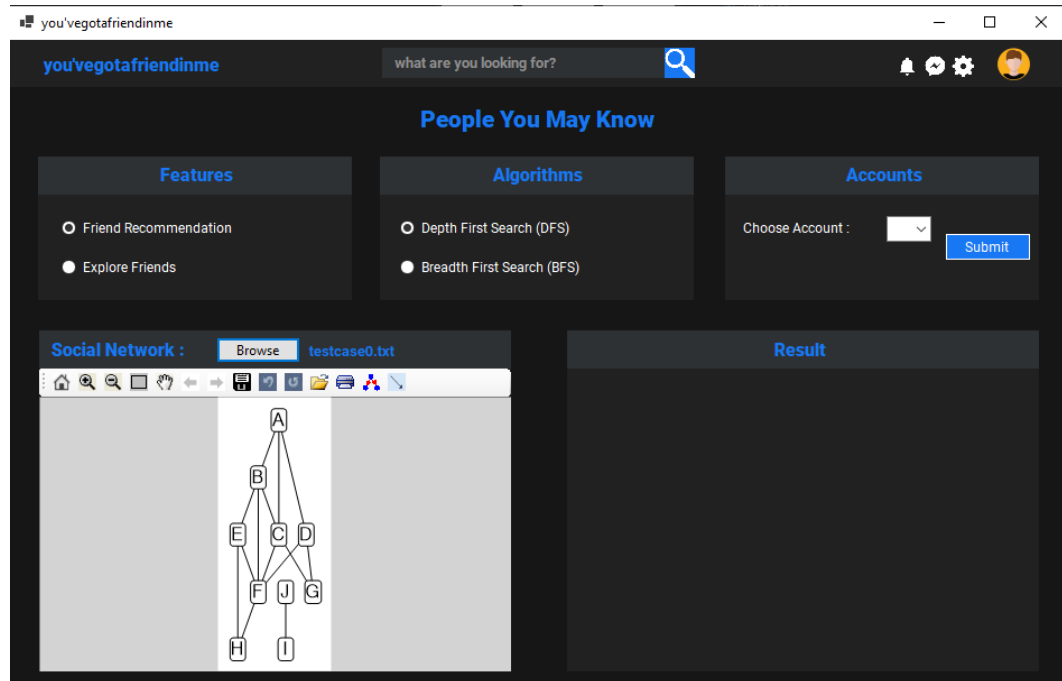 you'vegotafriendinme
you'vegotafriendinme what are you looking for?
People You May Know
Features
Friend Recommendation
Explore Friends
Algorithms
Depth First Search (DFS)
Breadth First Search (BFS)
Accounts
Choose Account :
Submit
Social Network : Browse testcase0.txt
A
B
E C D
F J G
H I
Result